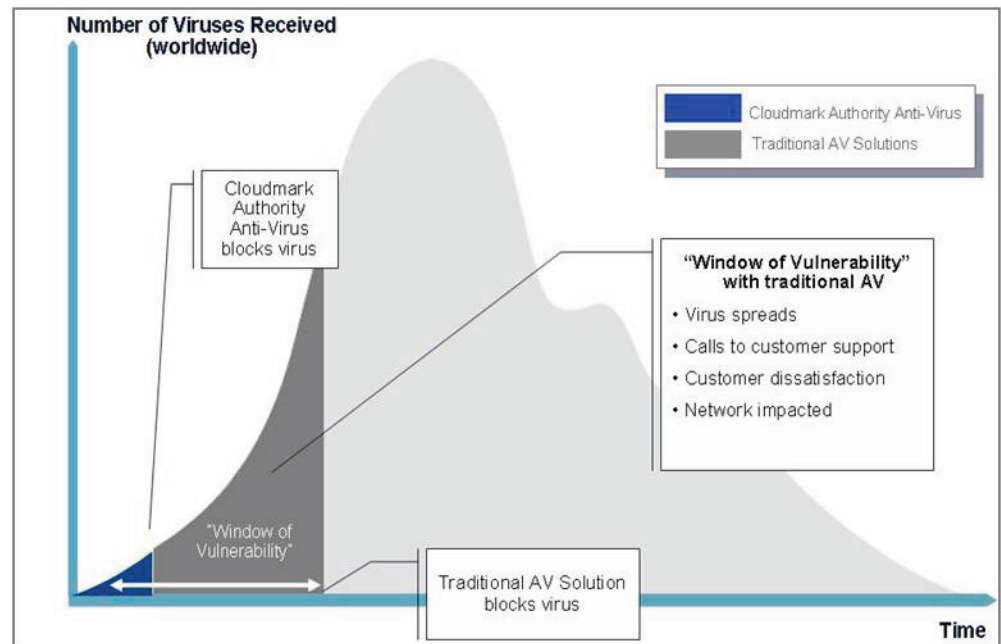 Number of Viruses Received
(worldwide)
Cloudmark Authority Anti-Virus
Traditional AV Solutions
Cloudmark
Authority
Anti-Virus
blocks virus
“Window of Vulnerability”
with traditional AV
• Virus spreads
• Calls to customer support
• Customer dissatisfaction
• Network impacted
"Window of
Vulnerability"
Traditional AV Solution
blocks virus
Time